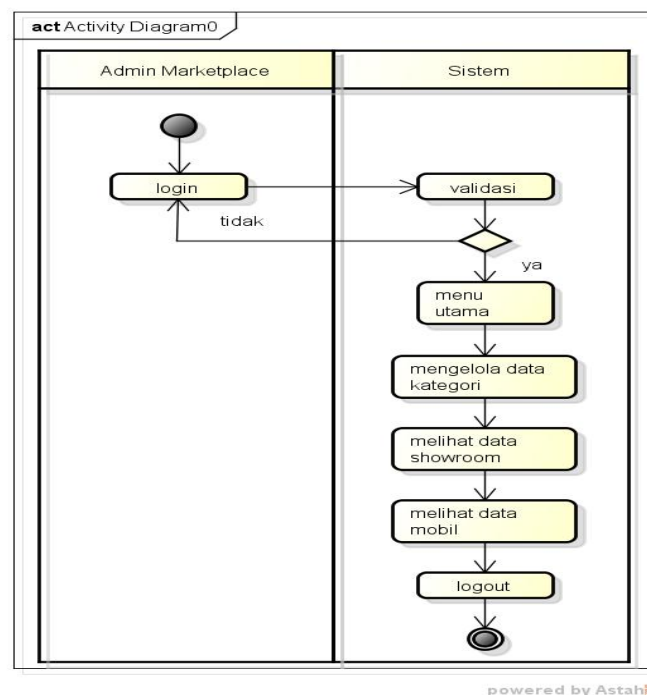 act Activity Diagram0
Admin Marketplace
Sistem
login
validasi
tidak
ya
menu
utama
mengelola data
kategori
melihat data
showroom
melihat data
mobil
logout
powered by Astah